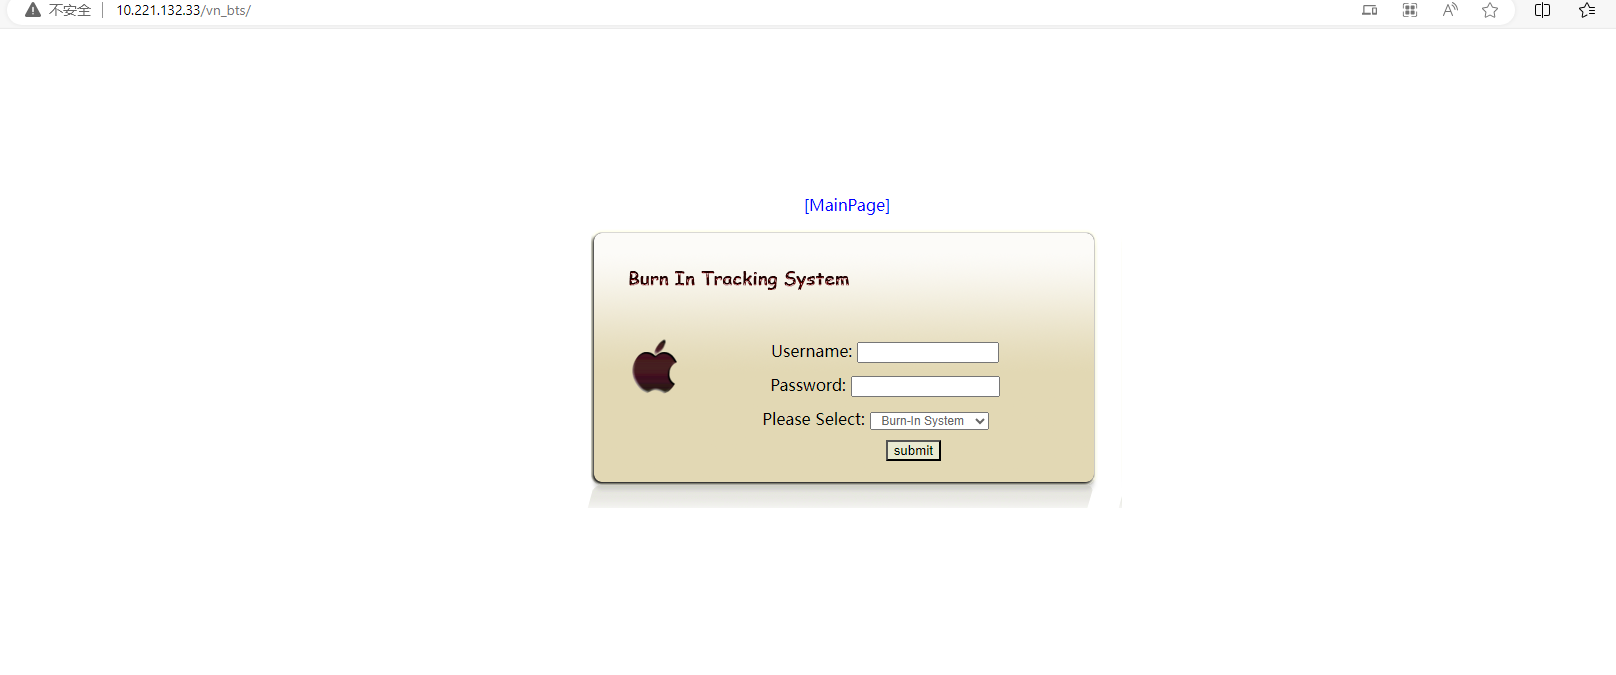 不安全 10.221.132.33/vn_bts/
[MainPage]
Burn In Tracking System
Username:
Password:
Please Select: Burn-In System
submit